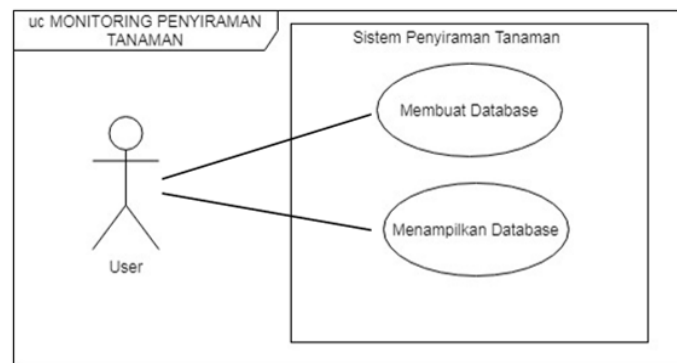 uc MONITORING PENYIRAMAN
TANAMAN
Sistem Penyiraman Tanaman
Membuat Database
Menampilkan Database
User